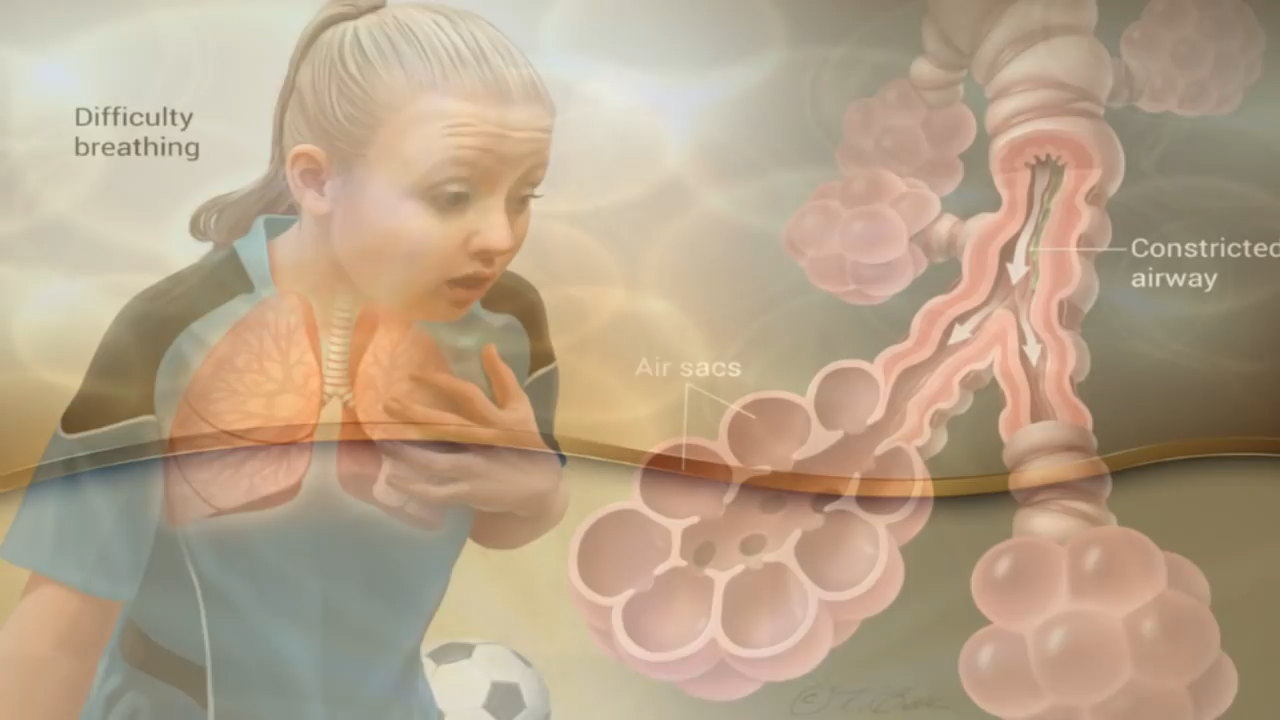 Difficulty
breathing
Constricted
airway
Air sacs